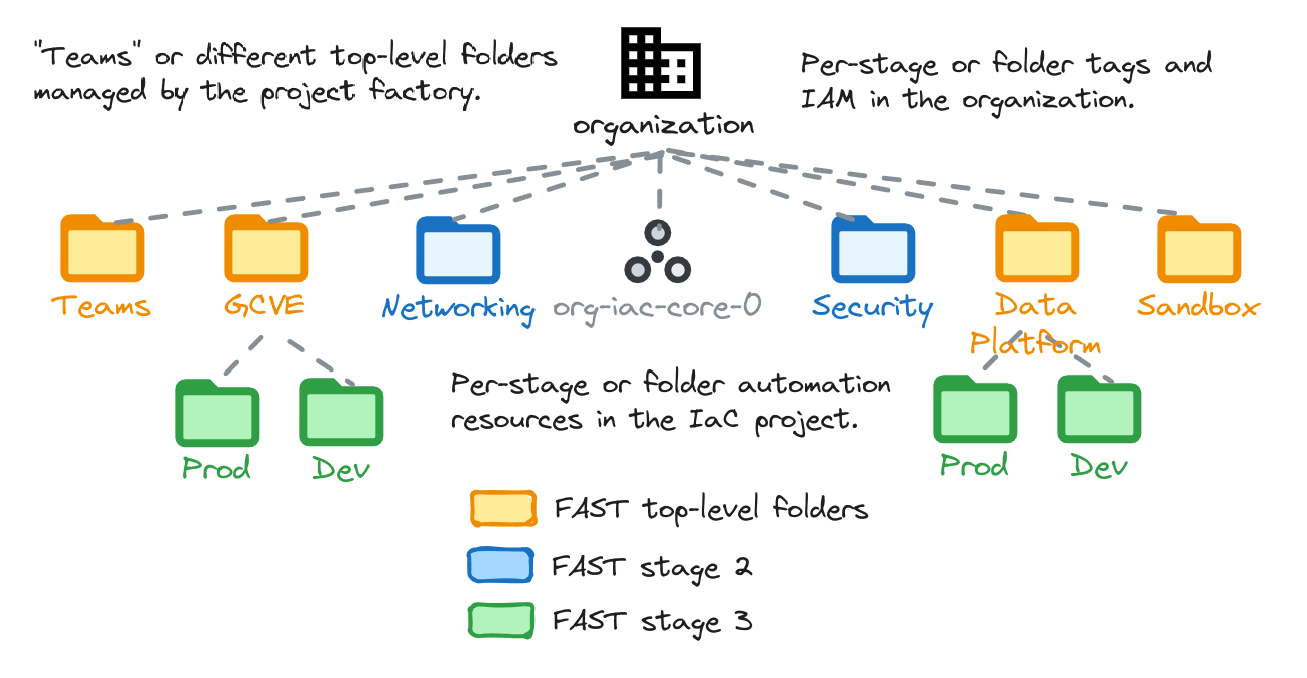 "Teams" or different top-level folders
managed by the project factory.
organization
Per-stage or folder tags and
IAM in the organization.
Teams
GCVE
Networking
org-iac-core-0
Security
Data
Platform
Sandbox
Prod
Dev
Per-stage or folder automation
resources in the IaC project.
Prod
Dev
FAST top-level folders
FAST stage 2
FAST stage 3